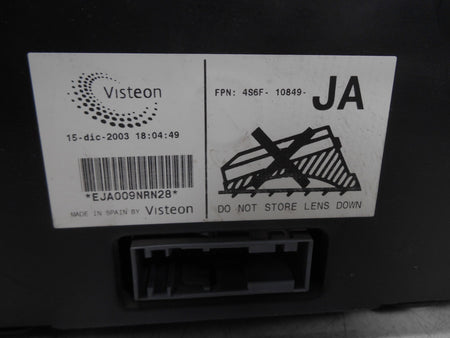 Visteon
15-dic-2003 18:04:49
*EJA009NRN28*
MADE IN SPAIN BY Visteon
FPN: 4S6F- 10849- JA
DO NOT STORE LENS DOWN